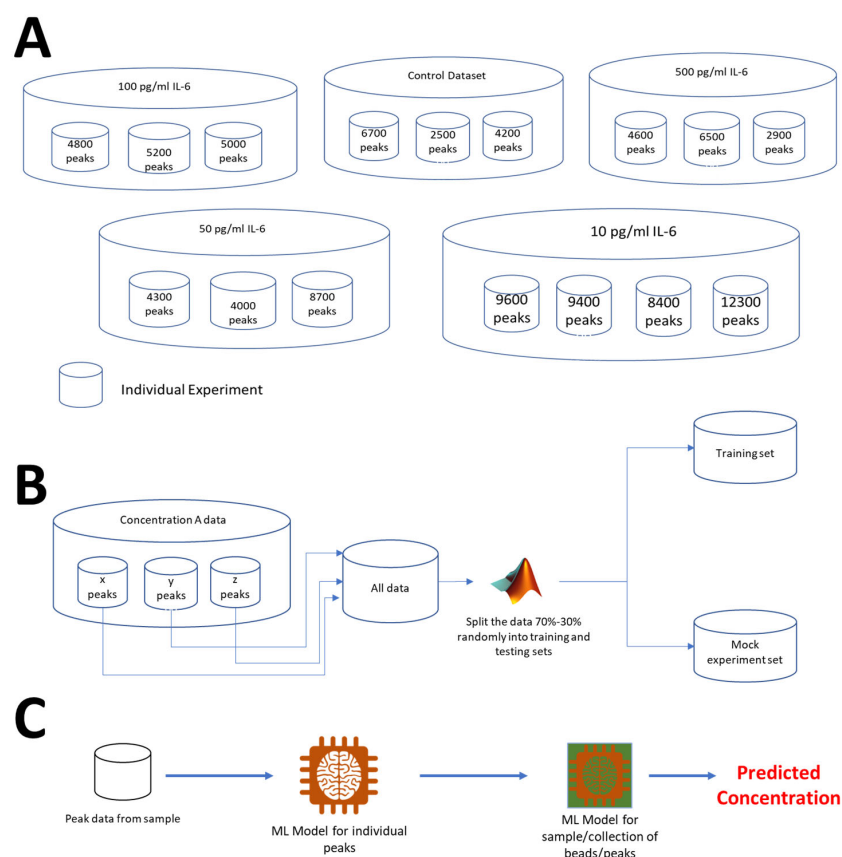 A
100 pg/ml IL-6
4800
peaks
5200
peaks
5000
peaks
Control Dataset
6700
peaks
2500
peaks
4200
peaks
500 pg/ml IL-6
4600
peaks
6500
peaks
2900
peaks
50 pg/ml IL-6
4300
peaks
4000
peaks
8700
peaks
10 pg/ml IL-6
9600
peaks
9400
peaks
8400
peaks
12300
peaks
Individual Experiment
B
Concentration A data
x
peaks
y
peaks
z
peaks
All data
Split the data 70%-30%
randomly into training and
testing sets
Training set
Mock
experiment set
C
Peak data from sample
ML Model for individual
peaks
ML Model for
sample/collection of
beads/peaks
Predicted
Concentration